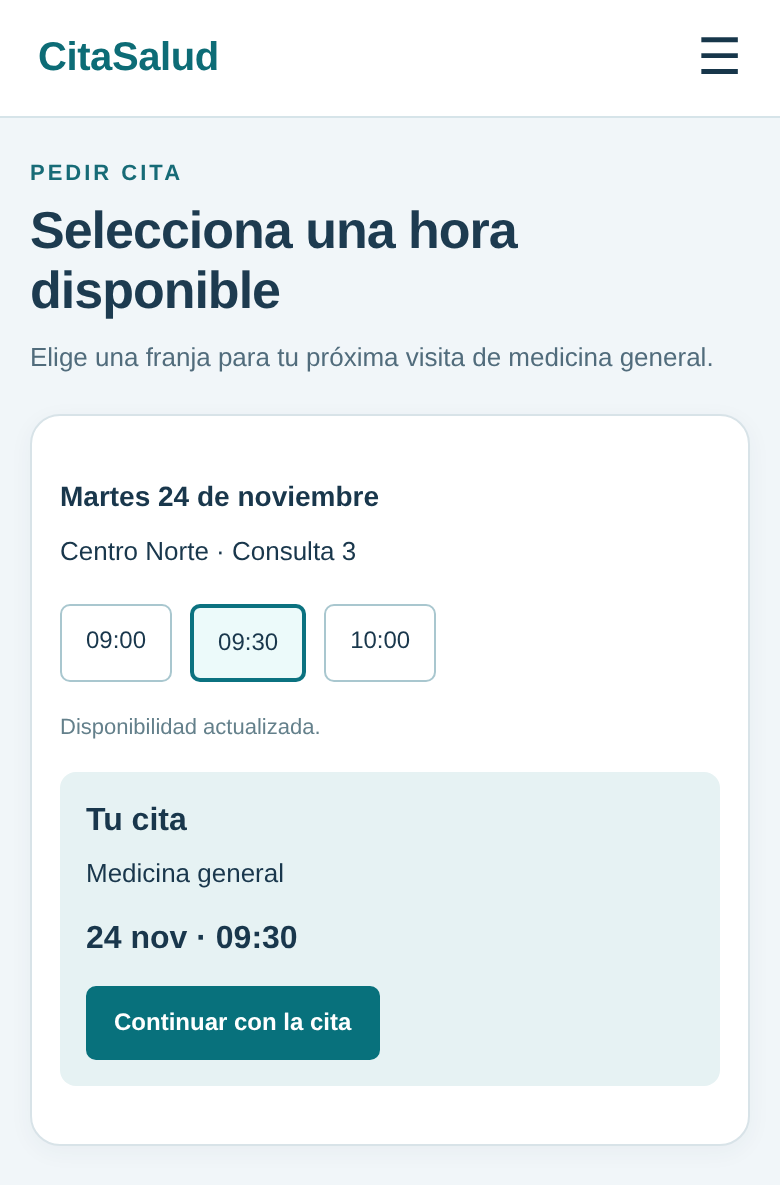 CitaSalud
PEDIR CITA
Selecciona una hora
disponible
Elige una franja para tu próxima visita de medicina general.
Martes 24 de noviembre
Centro Norte · Consulta 3
09:00 09:30 10:00
Disponibilidad actualizada.
Tu cita
Medicina general
24 nov · 09:30
Continuar con la cita